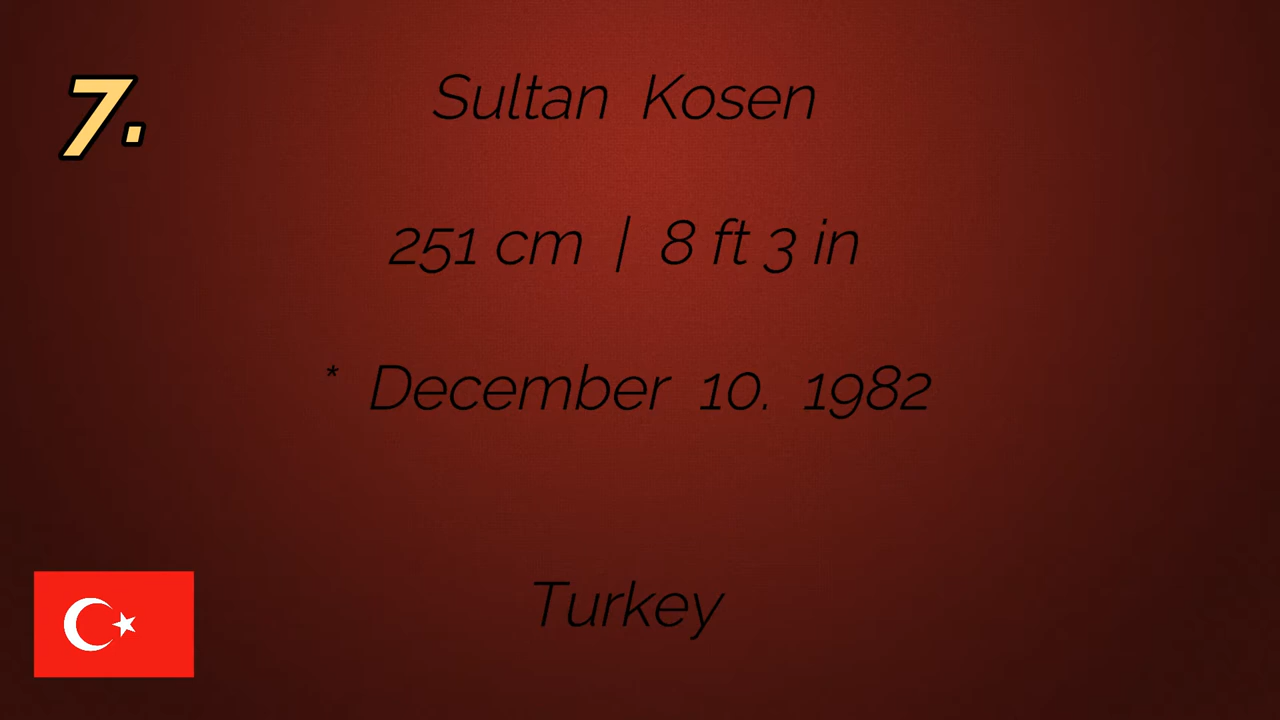 7.
Sultan Kosen
251 cm | 8 ft 3 in
* December 10. 1982
Turkey